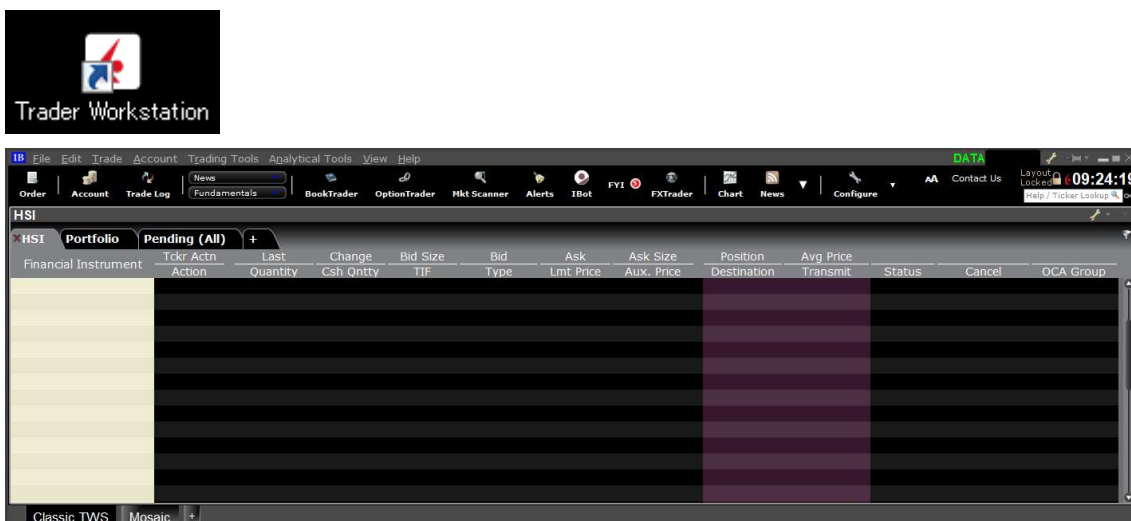 Trader Workstation
IB File Edit Trade Account Trading Tools Analytical Tools View Help DATA
Order Account Trade Log News Fundamentals BookTrader OptionTrader Mkt Scanner Alerts IBot FYI FXTrader Chart News Configure AA Contact Us Layout Locked 09:24:19
Help / Ticker Lookup
HSI
HSI Portfolio Pending (All) +
Financial Instrument
Tckr Actn Last Change Bid Size Bid Ask Ask Size Position Avg Price
Action Quantity Csh Qntty TIF Type Lmt Price Aux. Price Destination Transmit Status Cancel OCA Group
Classic TWS Mosaic +